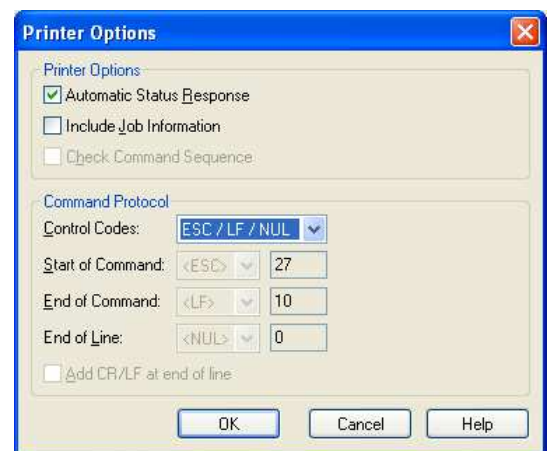 Printer Options
Printer Options
Automatic Status Response
Include Job Information
Check Command Sequence
Command Protocol
Control Codes: ESC / LF / NUL
Start of Command: <ESC> 27
End of Command: <LF> 10
End of Line: <NUL> 0
Add CR/LF at end of line
OK Cancel Help